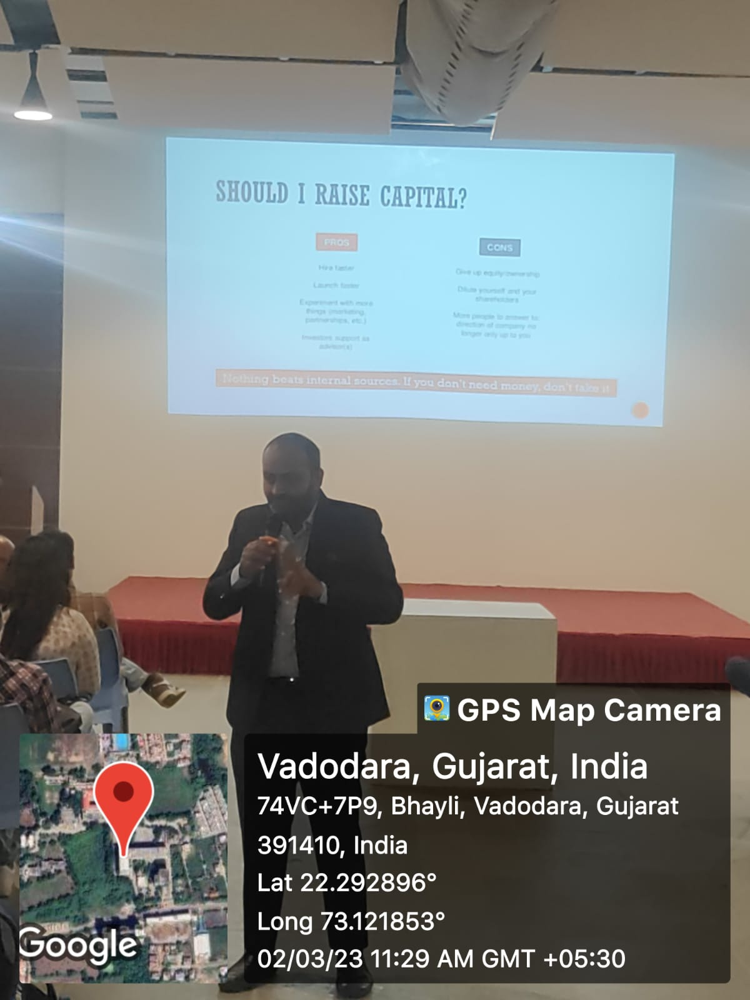 SHOULD I RAISE CAPITAL?
PROS
Hire faster
Launch faster
Experiment with more
things (marketing,
partnerships, etc.)
Investors support as
advisor(s)
CONS
Give up equity/ownership
Dilute yourself and your
shareholders
More people to answer to:
direction of company no
longer only up to you
Nothing beats internal sources. If you don't need money, don't take it
GPS Map Camera
Vadodara, Gujarat, India
74VC+7P9, Bhayli, Vadodara, Gujarat
391410, India
Lat 22.292896°
Long 73.121853°
02/03/23 11:29 AM GMT +05:30
Google